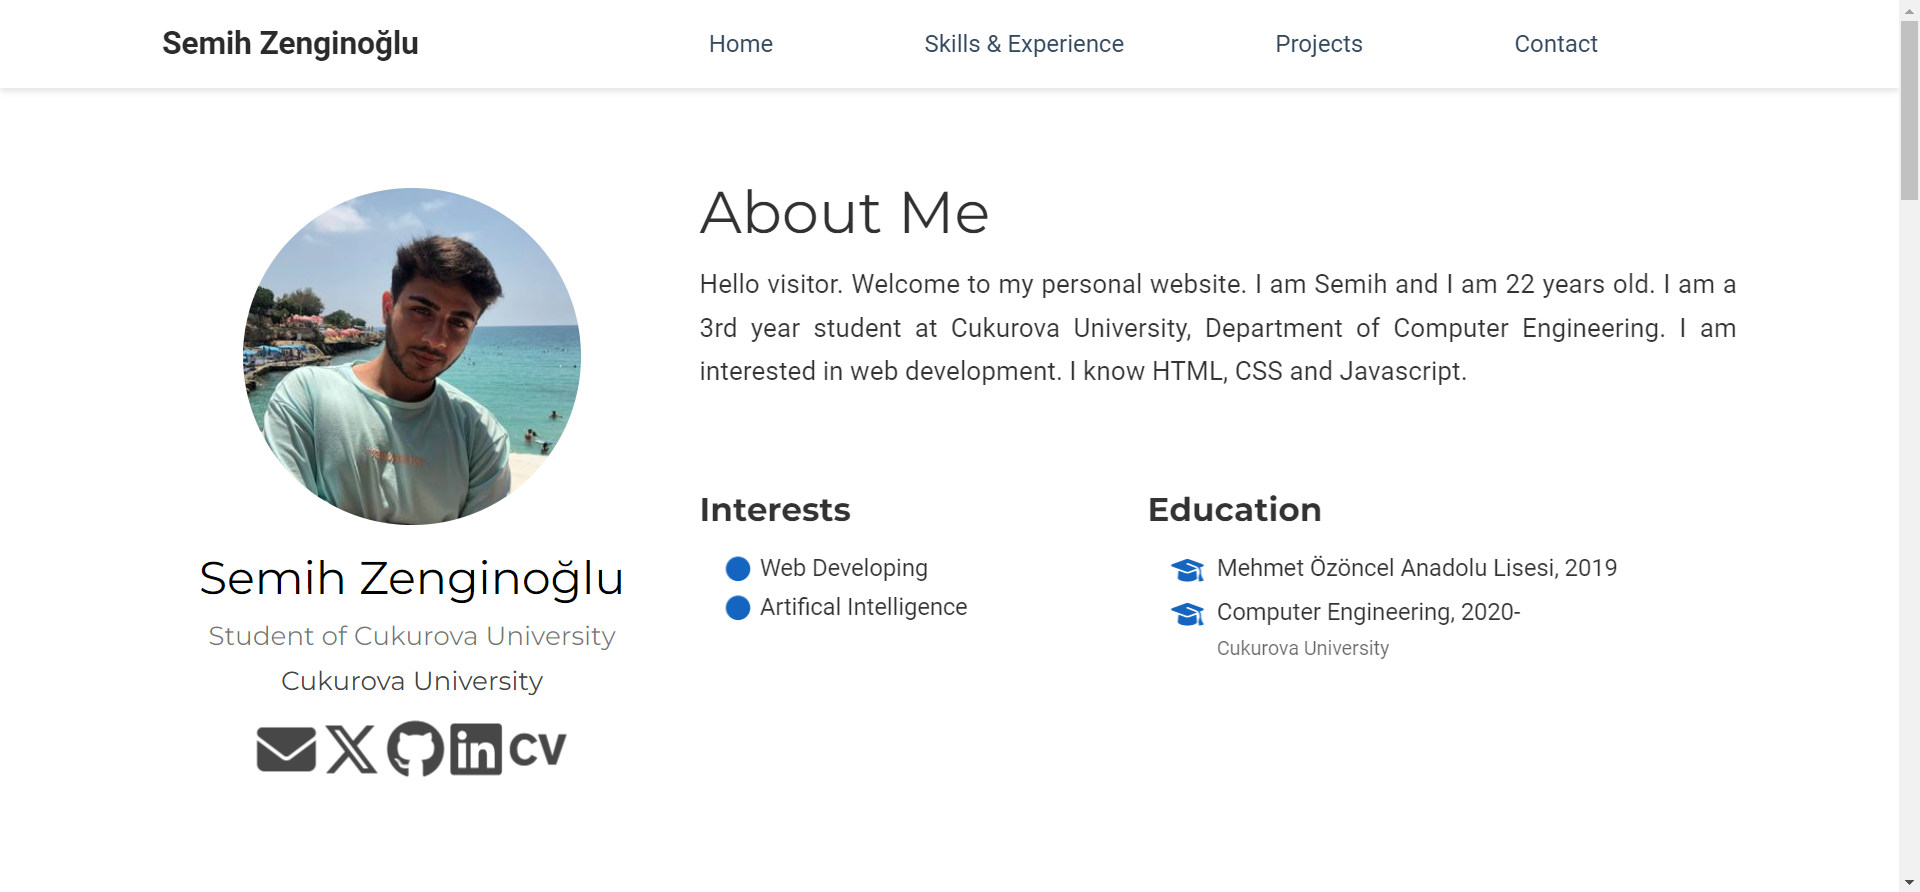 Semih Zenginoğlu
Home
Skills & Experience
Projects
Contact
About Me
Hello visitor. Welcome to my personal website. I am Semih and I am 22 years old. I am a
3rd year student at Cukurova University, Department of Computer Engineering. I am
interested in web development. I know HTML, CSS and Javascript.
Semih Zenginoğlu
Student of Cukurova University
Cukurova University
in CV
Interests
Web Developing
Artifical Intelligence
Education
Mehmet Özöncel Anadolu Lisesi, 2019
Computer Engineering, 2020-
Cukurova University